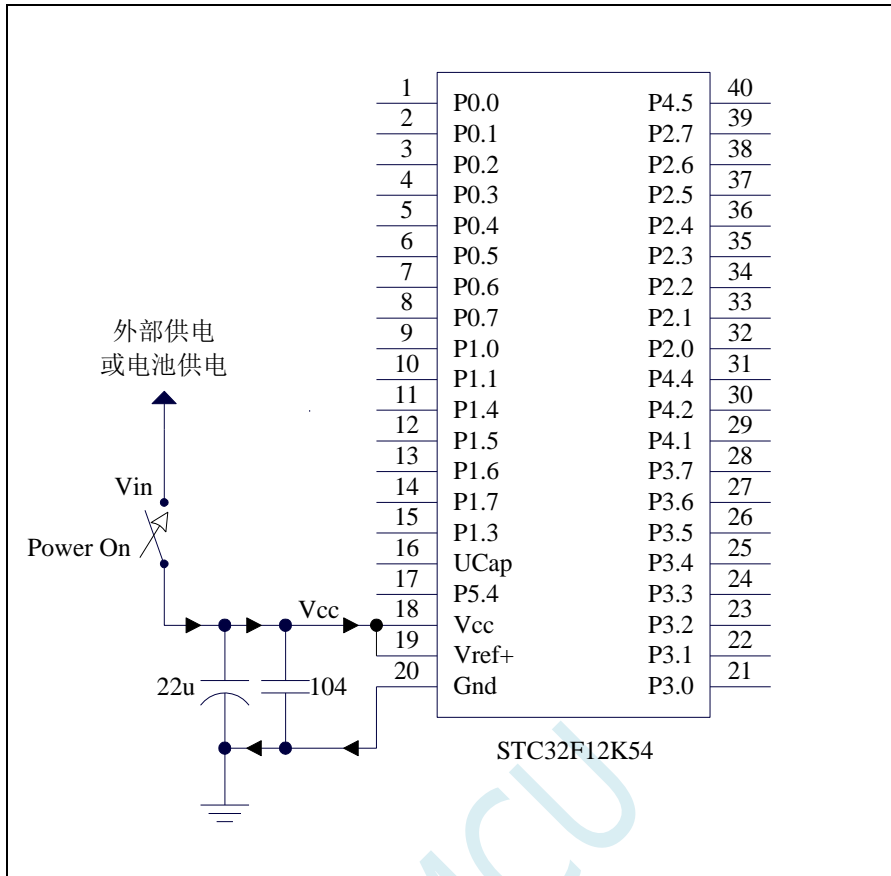 1 P0.0 P4.5 40
2 P0.1 P2.7 39
3 P0.2 P2.6 38
4 P0.3 P2.5 37
5 P0.4 P2.4 36
6 P0.5 P2.3 35
7 P0.6 P2.2 34
8 P0.7 P2.1 33
9 P1.0 P2.0 32
10 P1.1 P4.4 31
11 P1.4 P4.2 30
12 P1.5 P4.1 29
13 P1.6 P3.7 28
14 P1.7 P3.6 27
15 P1.3 P3.5 26
16 UCap P3.4 25
17 P5.4 P3.3 24
18 Vcc P3.2 23
19 Vref+ P3.1 22
20 Gnd P3.0 21
外部供电
或电池供电
Vin
Power On
Vcc
22u
104
STC32F12K54
MCU